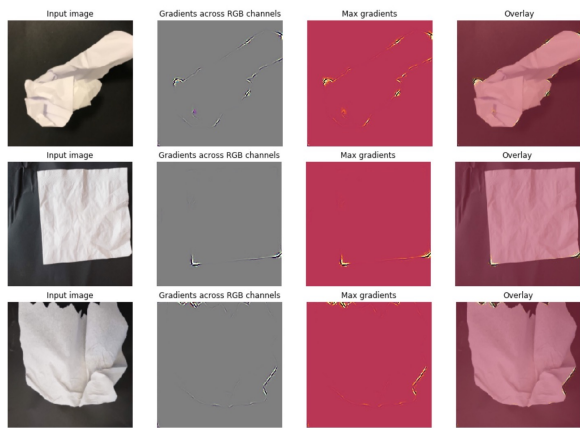 Input image
Gradients across RGB channels
Max gradients
Overlay
Input image
Gradients across RGB channels
Max gradients
Overlay
Input image
Gradients across RGB channels
Max gradients
Overlay